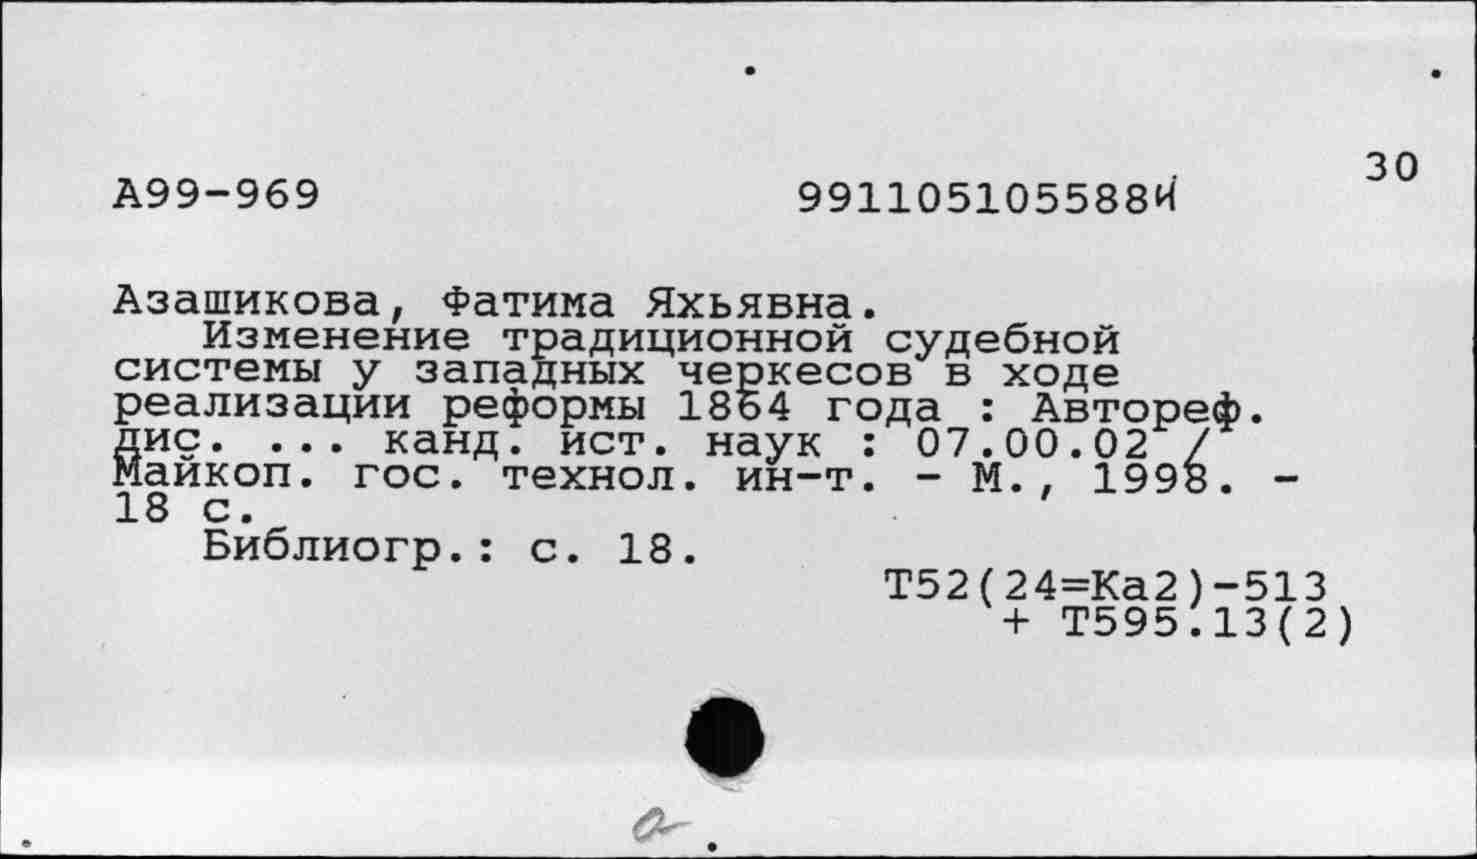 30
А99-969 991105105588И
Азашикова, Фатима Яхьявна.
Изменение традиционной судебной
системы у западных черкесов в ходе
реализации реформы 1864 года : Автореф.
дис. ... канд. ист. наук : 07.00.02 /
Майкоп. гос. технол. ин-т. - М., 1998. -
18 с.
Библиогр.: с. 18.
Т52(24=Ка2)-513
+ Т595.13(2)
а